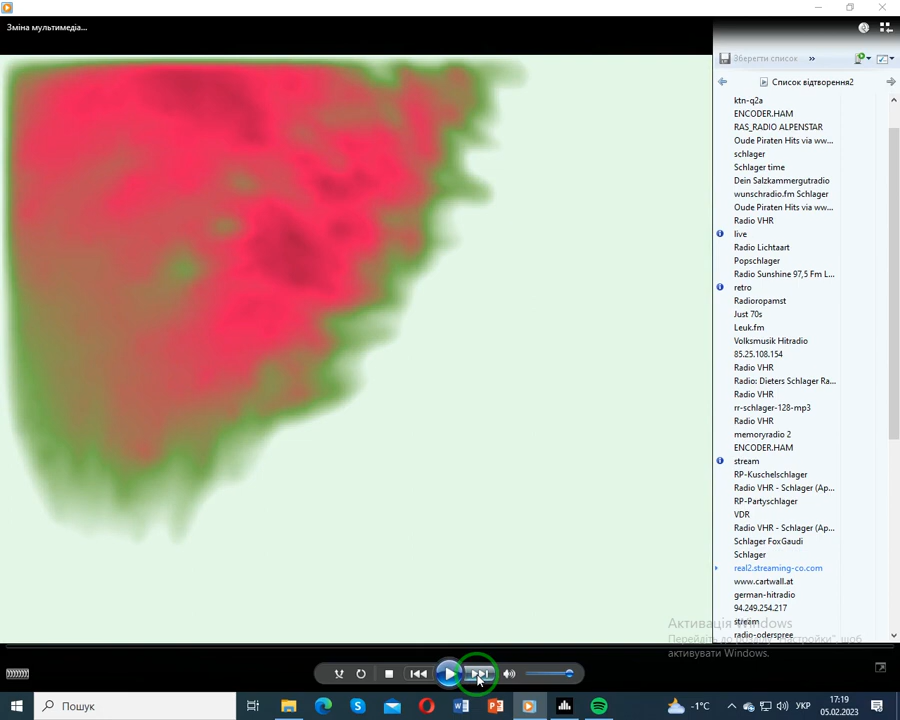 Зміна мультимедіа...
Зберегти список
»
Список відтворення2
ktn-q2a
ENCODER.HAM
RAS_RADIO ALPENSTAR
Oude Piraten Hits via ww...
schlager
Schlager time
Dein Salzkammergutradio
wunschradio.fm Schlager
Oude Piraten Hits via ww...
Radio VHR
live
Radio Lichtaart
Popschlager
Radio Sunshine 97,5 Fm L...
retro
Radioropamst
Just 70s
Leuk.fm
Volksmusik Hitradio
85.25.108.154
Radio VHR
Radio: Dieters Schlager Ra...
Radio VHR
rr-schlager-128-mp3
Radio VHR
memoryradio 2
ENCODER.HAM
stream
RP-Kuschelschlager
Radio VHR - Schlager (Ap...
RP-Partyschlager
VDR
Radio VHR - Schlager (Ap...
Schlager FoxGaudi
Schlager
real2.streaming-co.com
www.cartwall.at
german-hitradio
94.249.254.217
stream
radio-oderspree
Активація Windows
Перейдіть до розділу "Настройки", щоб
активувати Windows.
Пошук
-1°C
УКР
17:19
05.02.2023